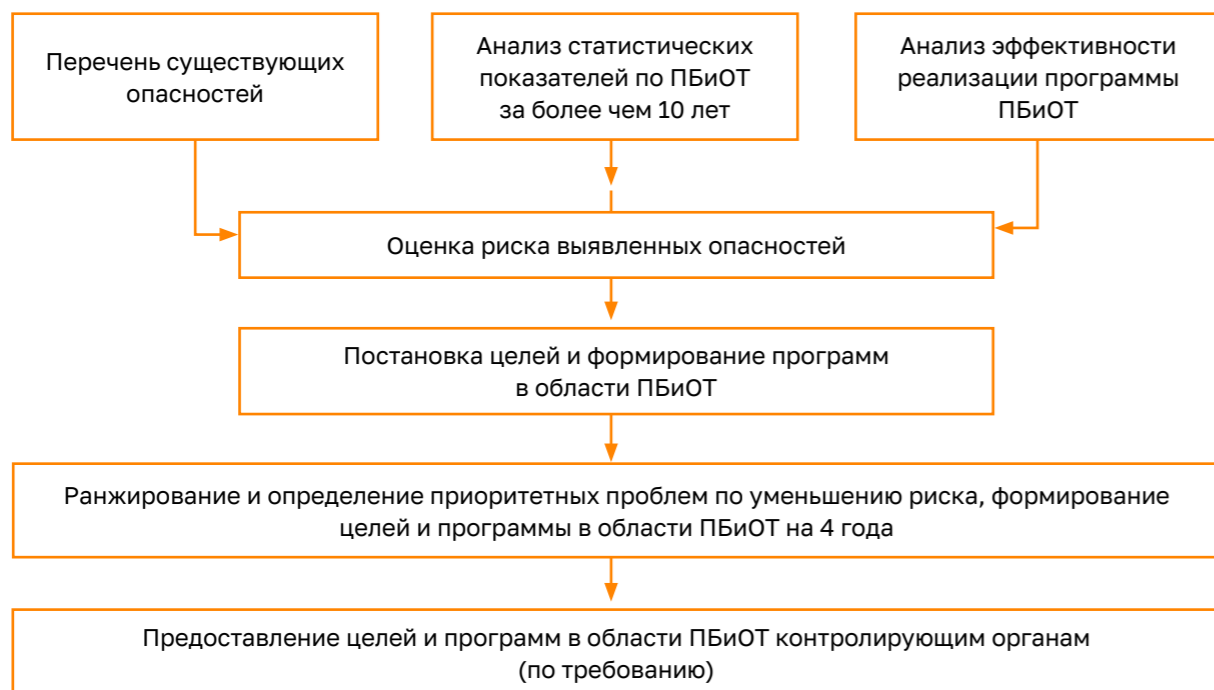 Перечень существующих
опасностей
Анализ статистических
показателей по ПБиОТ
за более чем 10 лет
Анализ эффективности
реализации программы
ПБиОТ
Оценка риска выявленных опасностей
Постановка целей и формирование программ
в области ПБиОТ
Ранжирование и определение приоритетных проблем по уменьшению риска, формирование
целей и программы в области ПБиОТ на 4 года
Предоставление целей и программ в области ПБиОТ контролирующим органам
(по требованию)